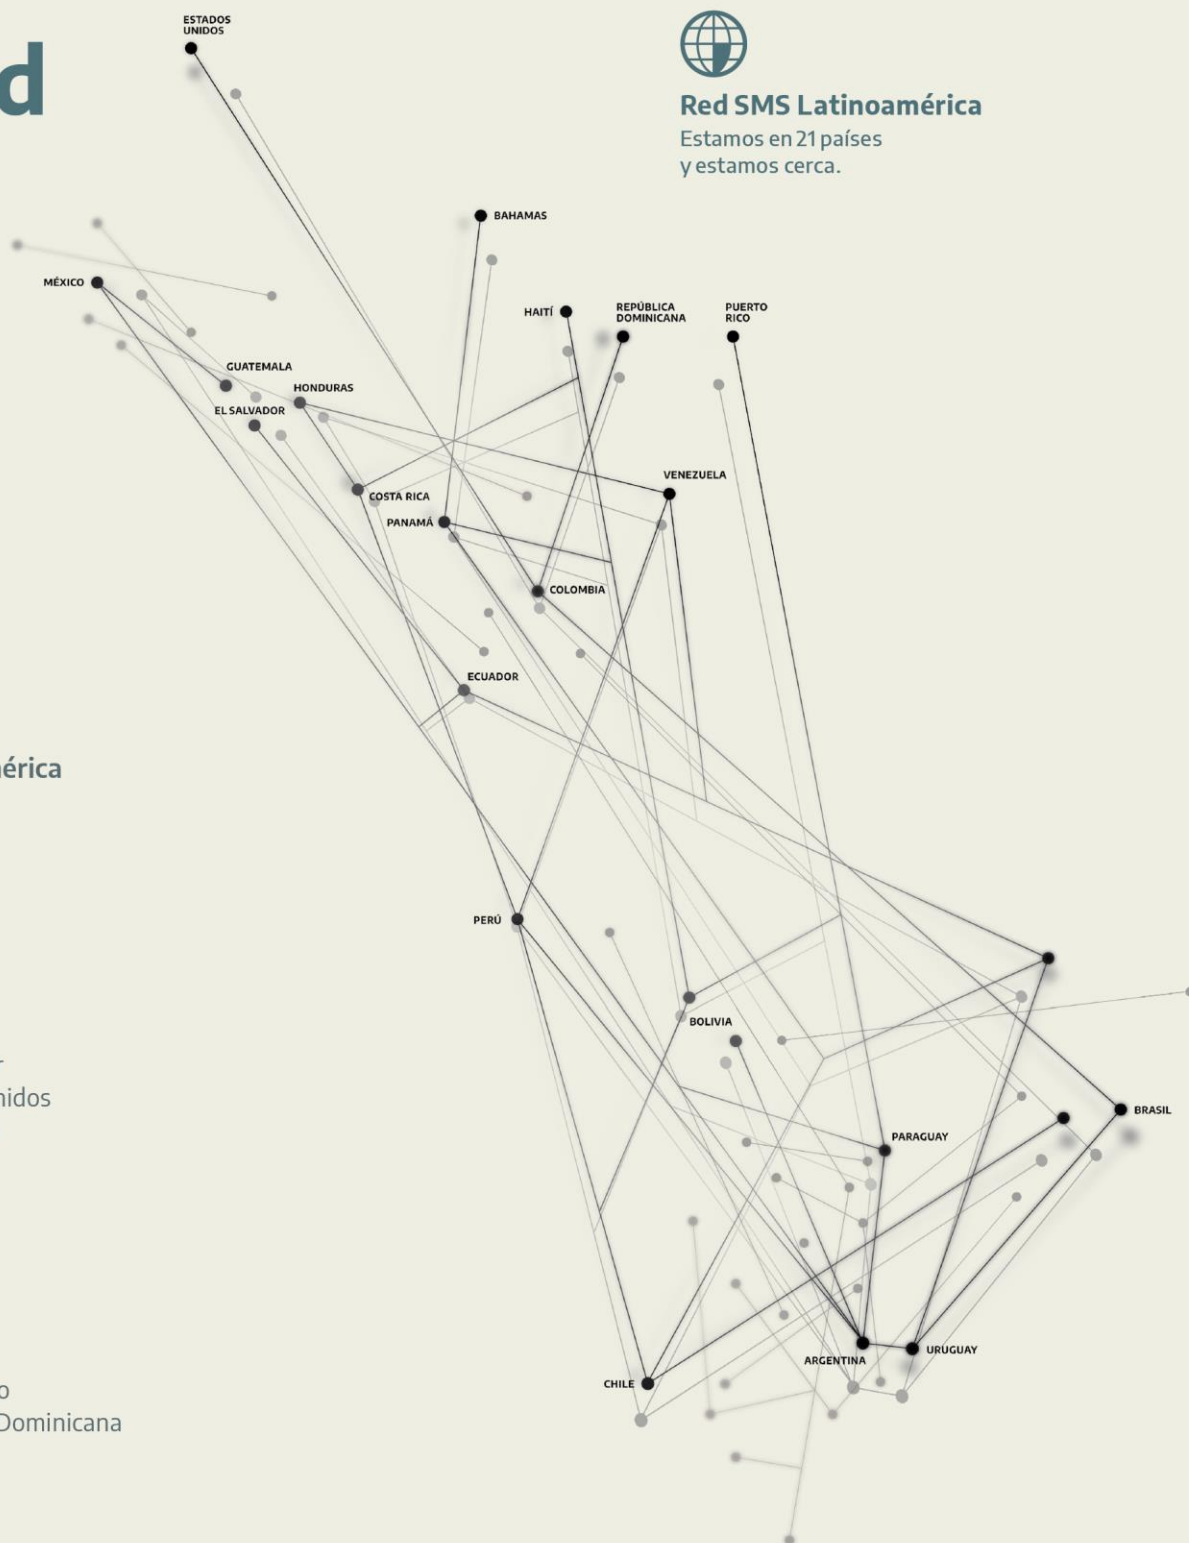 ESTADOS
UNIDOS
d
Red SMS Latinoamérica
Estamos en 21 países
y estamos cerca.
BAHAMAS
MÉXICO
HAITÍ
REPÚBLICA
DOMINICANA
PUERTO
RICO
GUATEMALA
HONDURAS
EL SALVADOR
VENEZUELA
COSTA RICA
PANAMÁ
COLOMBIA
ECUADOR
érica
PERÚ
BOLIVIA
nidos
BRASIL
PARAGUAY
URUGUAY
ARGENTINA
CHILE
o
Dominicana